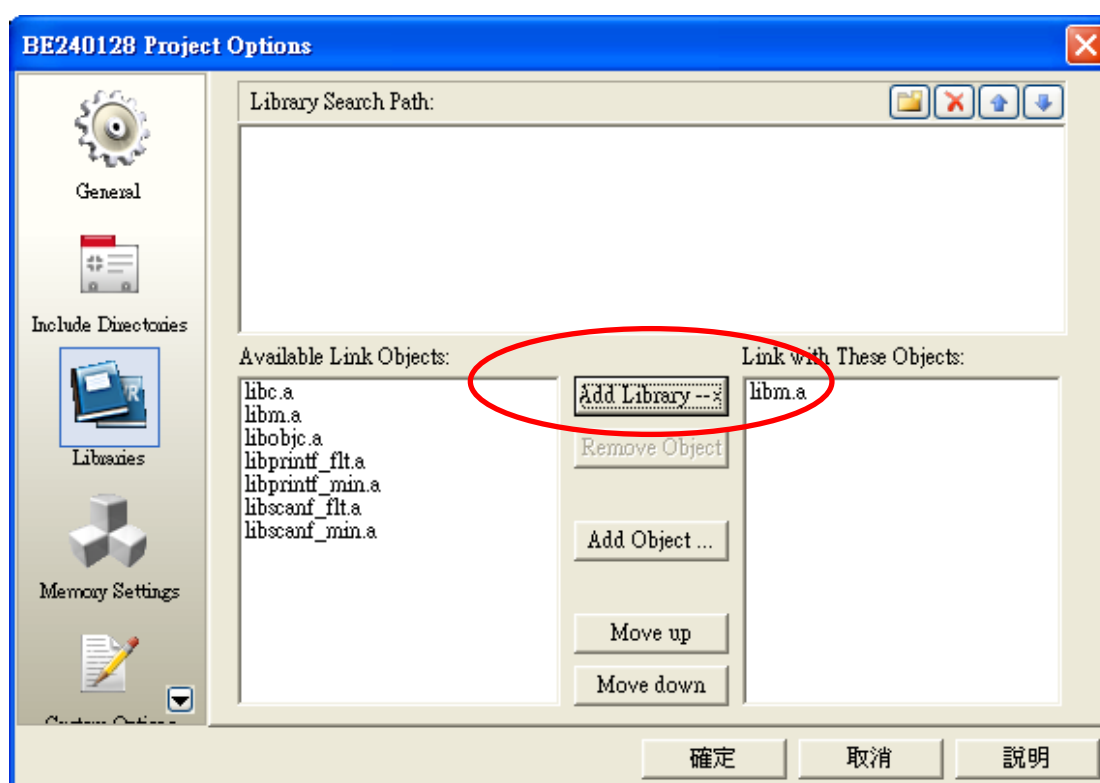 BE240128 Project Options
General
Include Directories
Libraries
Memory Settings
Library Search Path:
Available Link Objects:
libc.a
libm.a
libobjc.a
libprintf_flt.a
libprintf_min.a
libscanf_flt.a
libscanf_min.a
Add Library --
Remove Object
Add Object ...
Move up
Move down
Link with These Objects:
libm.a
確定
取消
說明